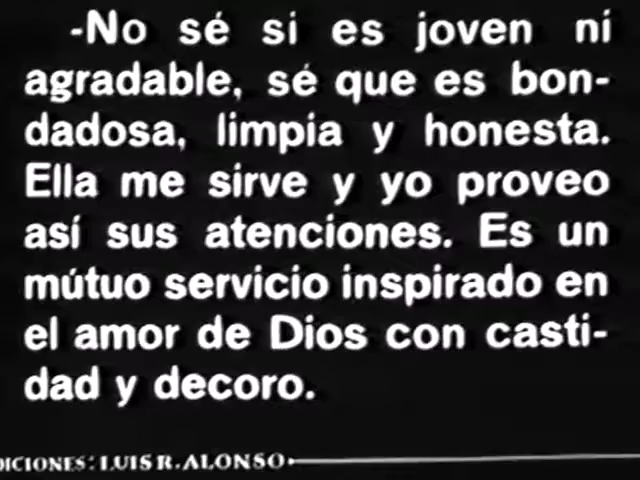 -No sé si es joven ni
agradable, sé que es bon-
dadosa, limpia y honesta.
Ella me sirve y yo proveo
así sus atenciones. Es un
mútuo servicio inspirado en
el amor de Dios con casti-
dad y decoro.
DICIONES: LUIS R. ALONSO